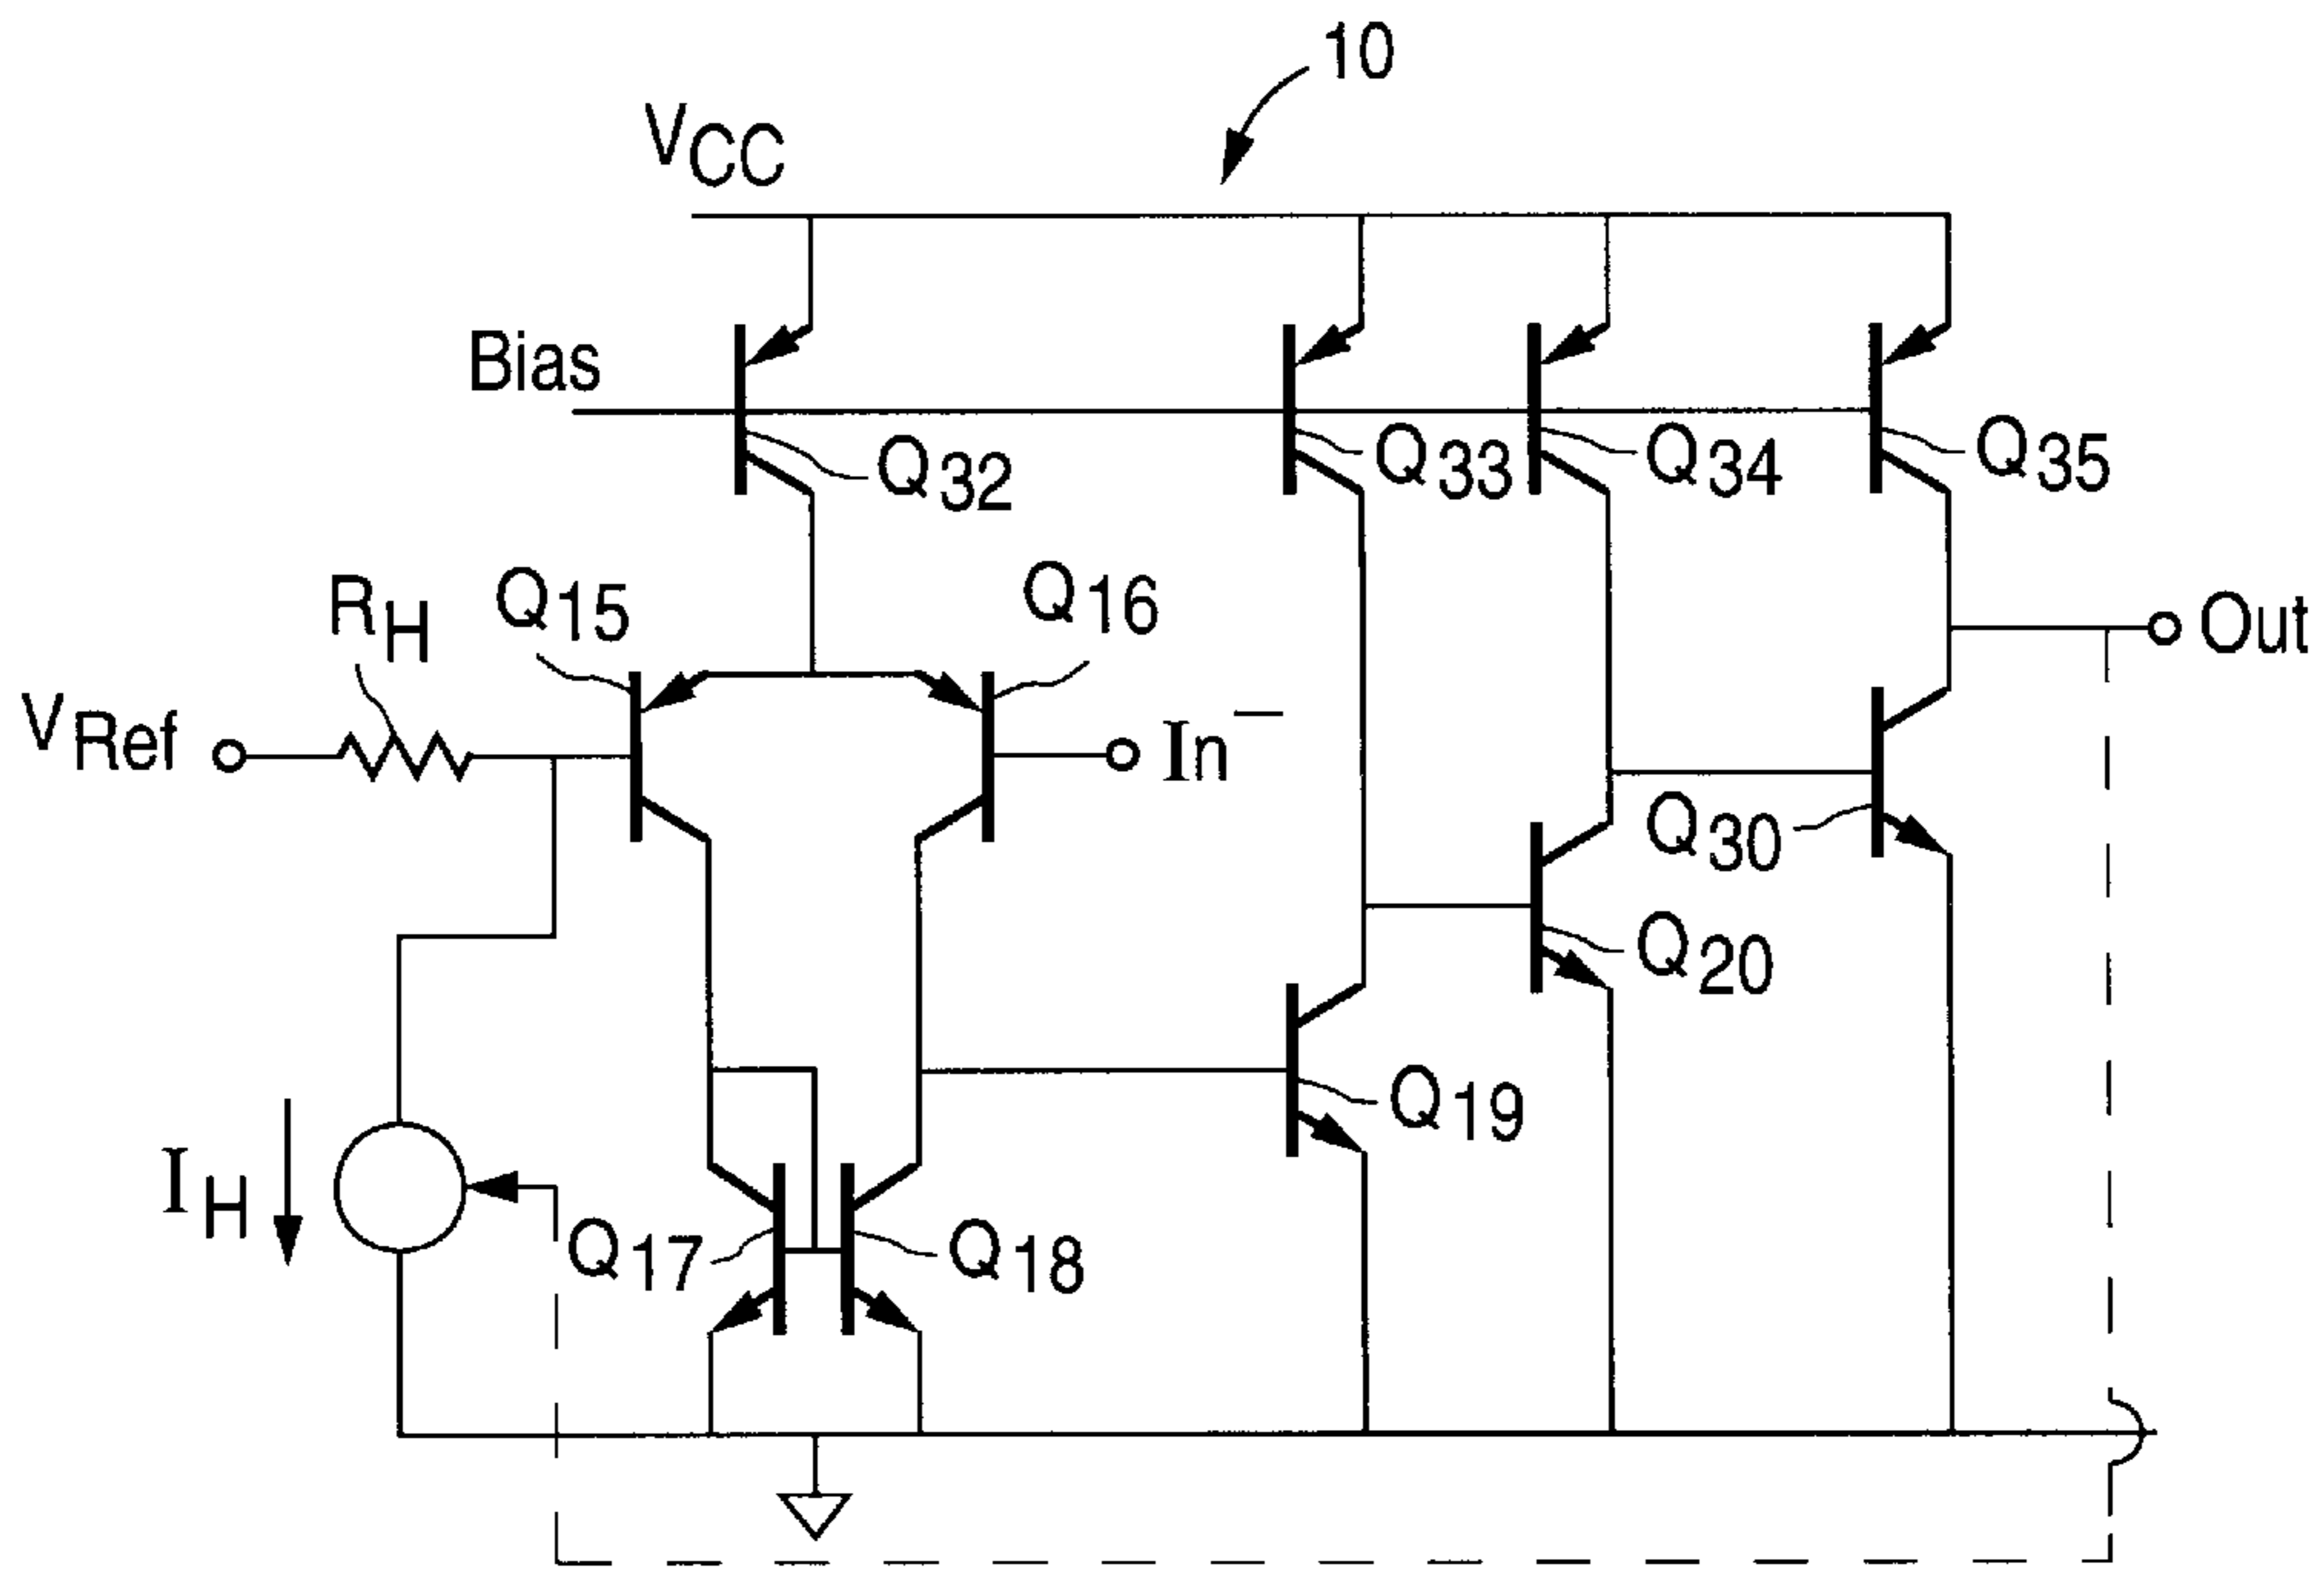 10
VCC
Bias
Q32
Q33
Q34
Q35
RH
Q15
Q16
Out
VRef
In−
Q30
Q20
Q19
IH
Q17
Q18